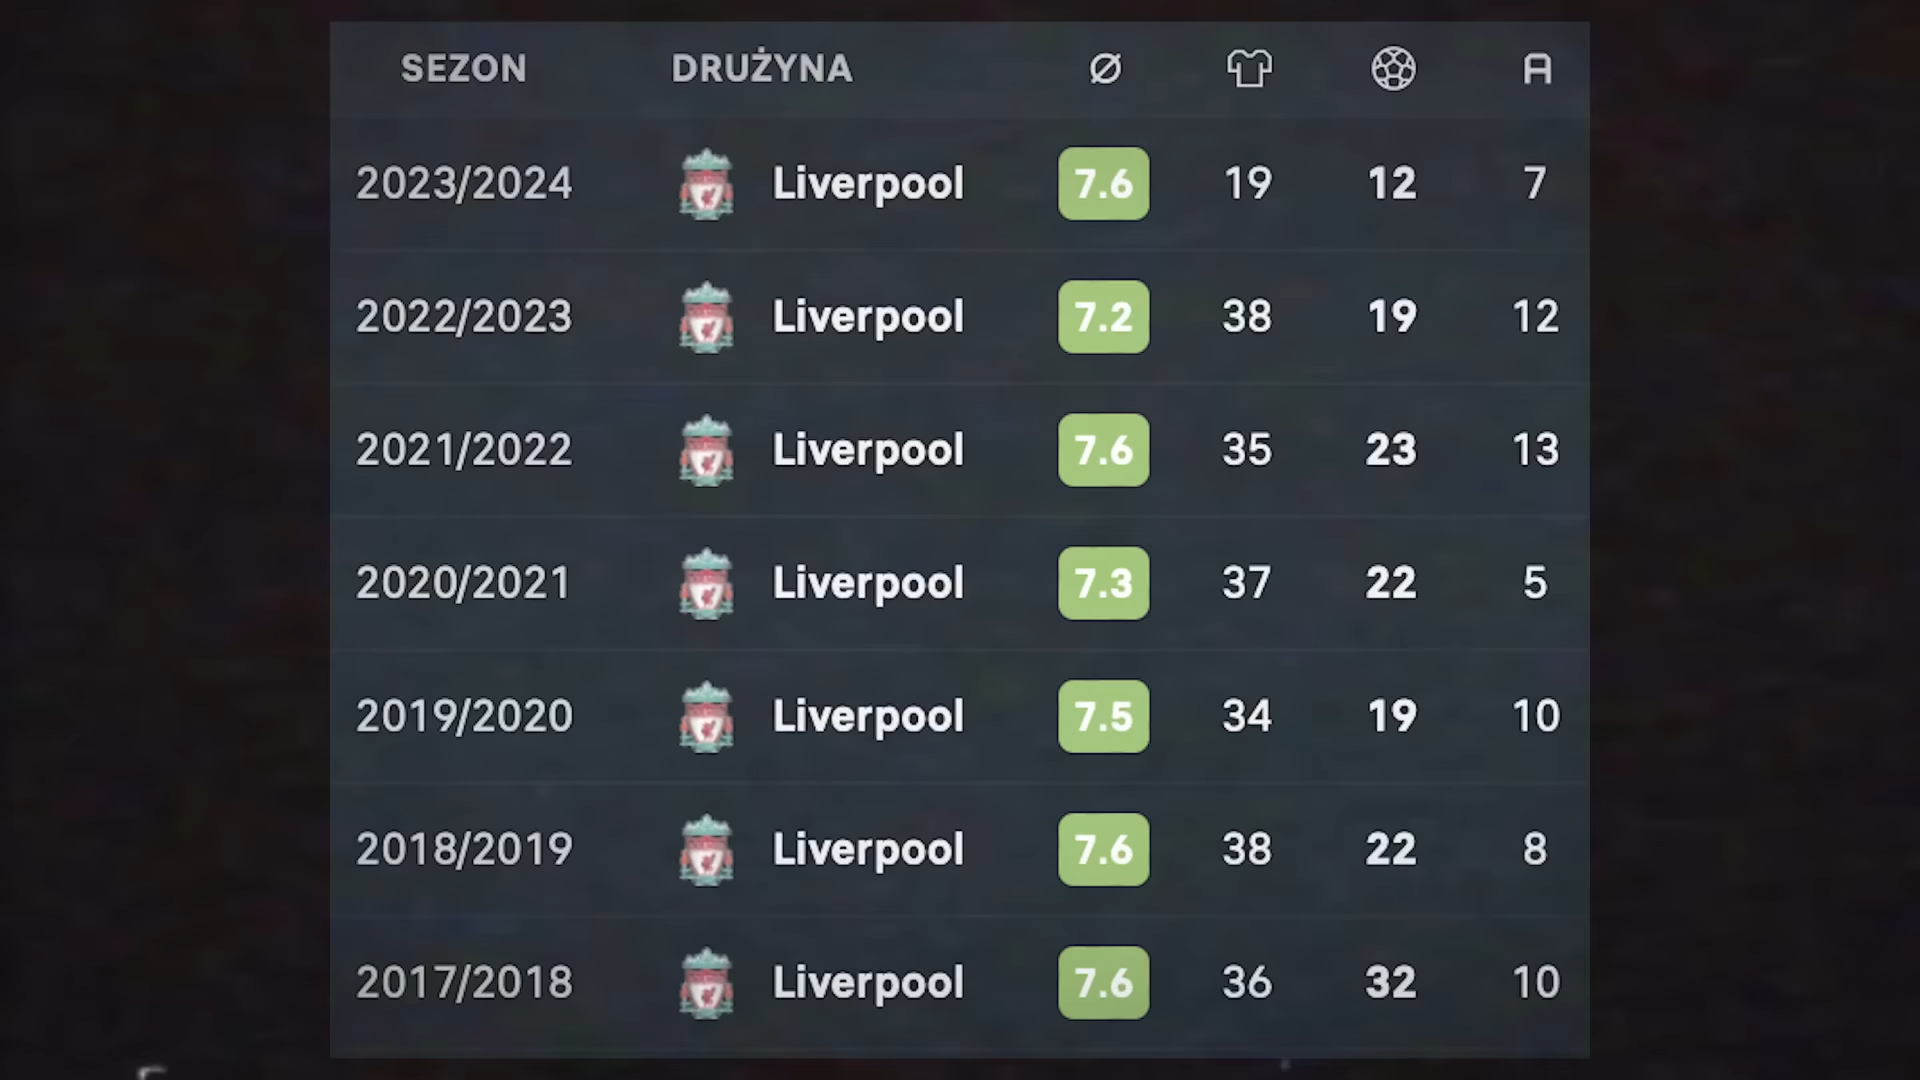 SEZON DRUŻYNA Ø A
2023/2024 Liverpool 7.6 19 12 7
2022/2023 Liverpool 7.2 38 19 12
2021/2022 Liverpool 7.6 35 23 13
2020/2021 Liverpool 7.3 37 22 5
2019/2020 Liverpool 7.5 34 19 10
2018/2019 Liverpool 7.6 38 22 8
2017/2018 Liverpool 7.6 36 32 10